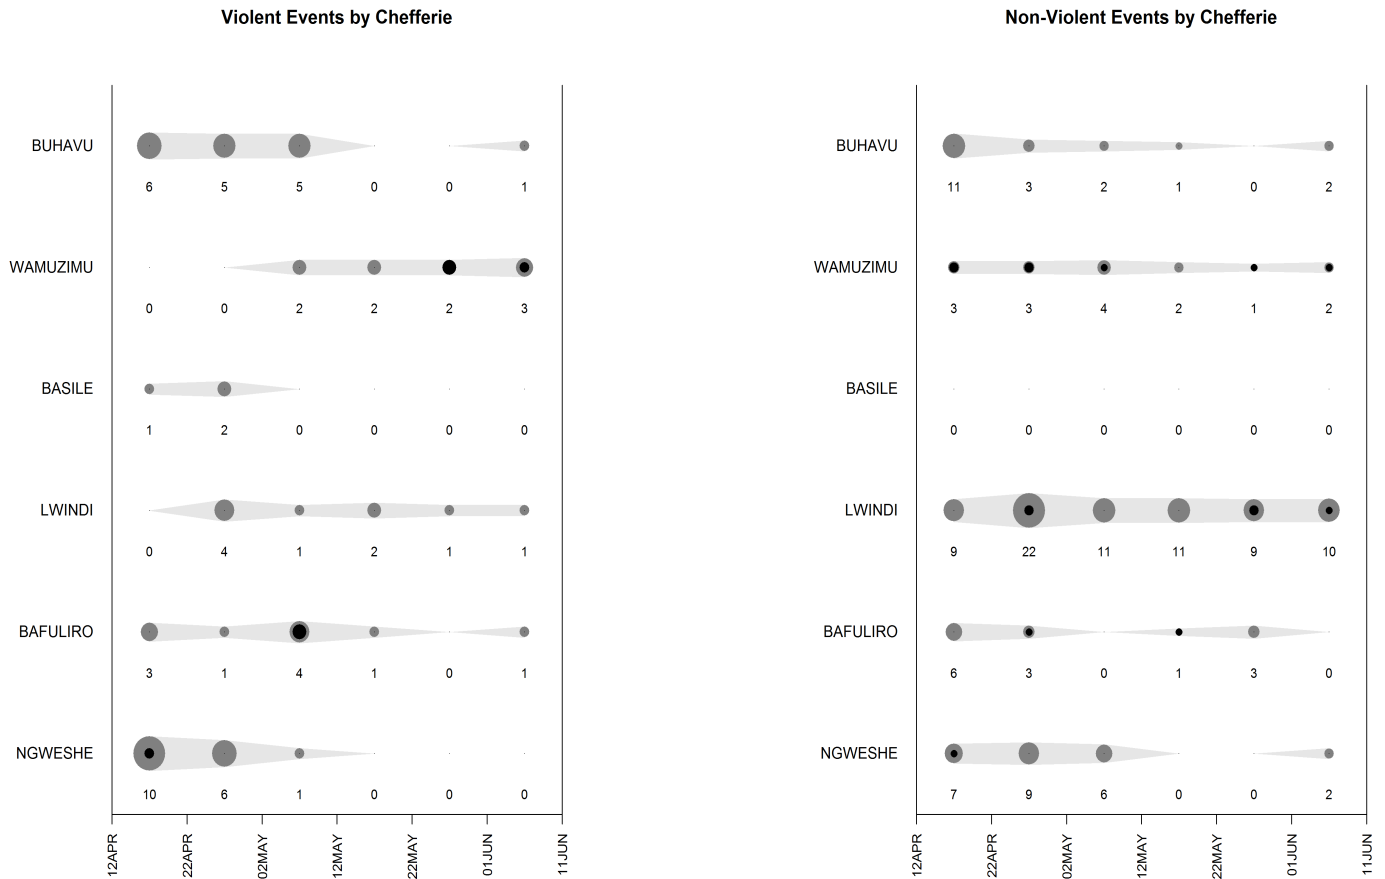 Violent Events by Chefferie
BUHAVU
6 5 5 0 0 1
WAMUZIMU
0 0 2 2 2 3
BASILE
1 2 0 0 0 0
LWINDI
0 4 1 2 1 1
BAFULIRO
3 1 4 1 0 1
NGWESHE
10 6 1 0 0 0
12APR 22APR 02MAY 12MAY 22MAY 01JUN 11JUN
Non-Violent Events by Chefferie
BUHAVU
11 3 2 1 0 2
WAMUZIMU
3 3 4 2 1 2
BASILE
0 0 0 0 0 0
LWINDI
9 22 11 11 9 10
BAFULIRO
6 3 0 1 3 0
NGWESHE
7 9 6 0 0 2
12APR 22APR 02MAY 12MAY 22MAY 01JUN 11JUN